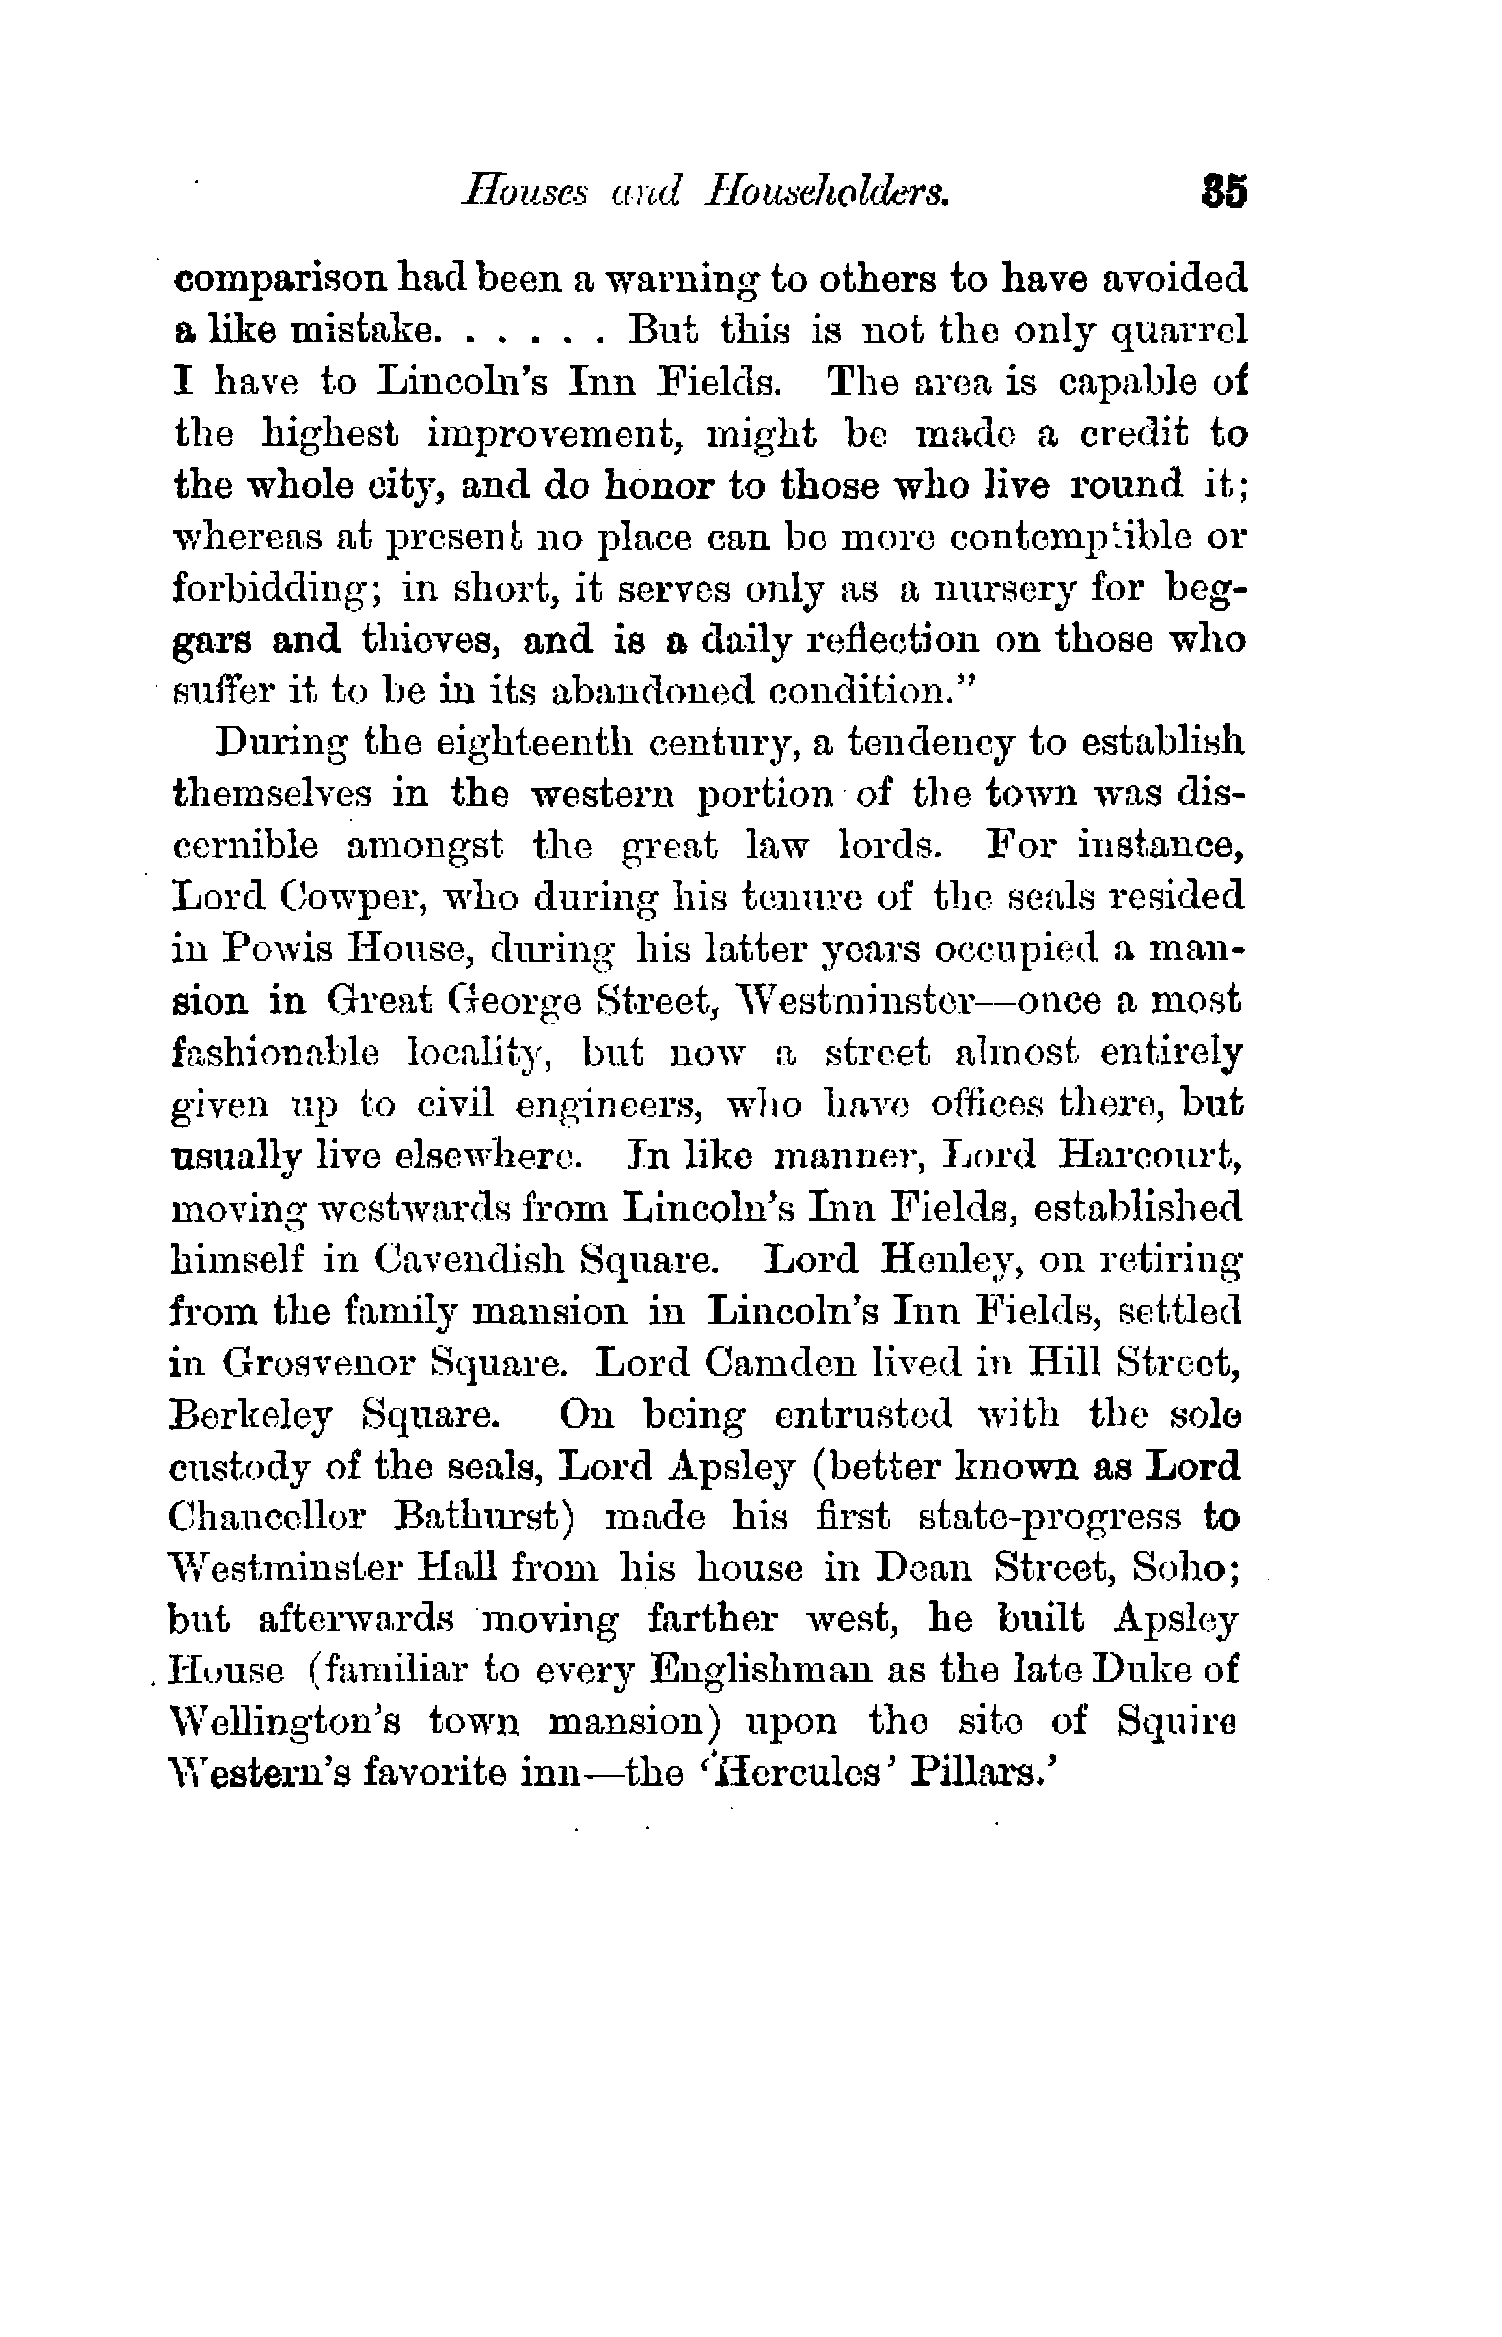 Houses and Householders. 35
comparison had been a warning to others to have avoided
a like mistake. . . . . . But this is not the only quarrel
I have to Lincoln's Inn Fields. The area is capable of
the highest improvement, might be made a credit to
the whole city, and do honor to those who live round it;
whereas at present no place can be more contemptible or
forbidding; in short, it serves only as a nursery for beg-
gars and thieves, and is a daily reflection on those who
suffer it to be in its abandoned condition."
During the eighteenth century, a tendency to establish
themselves in the western portion of the town was dis-
cernible amongst the great law lords. For instance,
Lord Cowper, who during his tenure of the seals resided
in Powis House, during his latter years occupied a man-
sion in Great George Street, Westminster—once a most
fashionable locality, but now a street almost entirely
given up to civil engineers, who have offices there, but
usually live elsewhere. In like manner, Lord Harcourt,
moving westwards from Lincoln's Inn Fields, established
himself in Cavendish Square. Lord Henley, on retiring
from the family mansion in Lincoln's Inn Fields, settled
in Grosvenor Square. Lord Camden lived in Hill Street,
Berkeley Square. On being entrusted with the sole
custody of the seals, Lord Apsley (better known as Lord
Chancellor Bathurst) made his first state-progress to
Westminster Hall from his house in Dean Street, Soho;
but afterwards moving farther west, he built Apsley
House (familiar to every Englishman as the late Duke of
Wellington's town mansion) upon the site of Squire
Western's favorite inn—the 'Hercules' Pillars.'